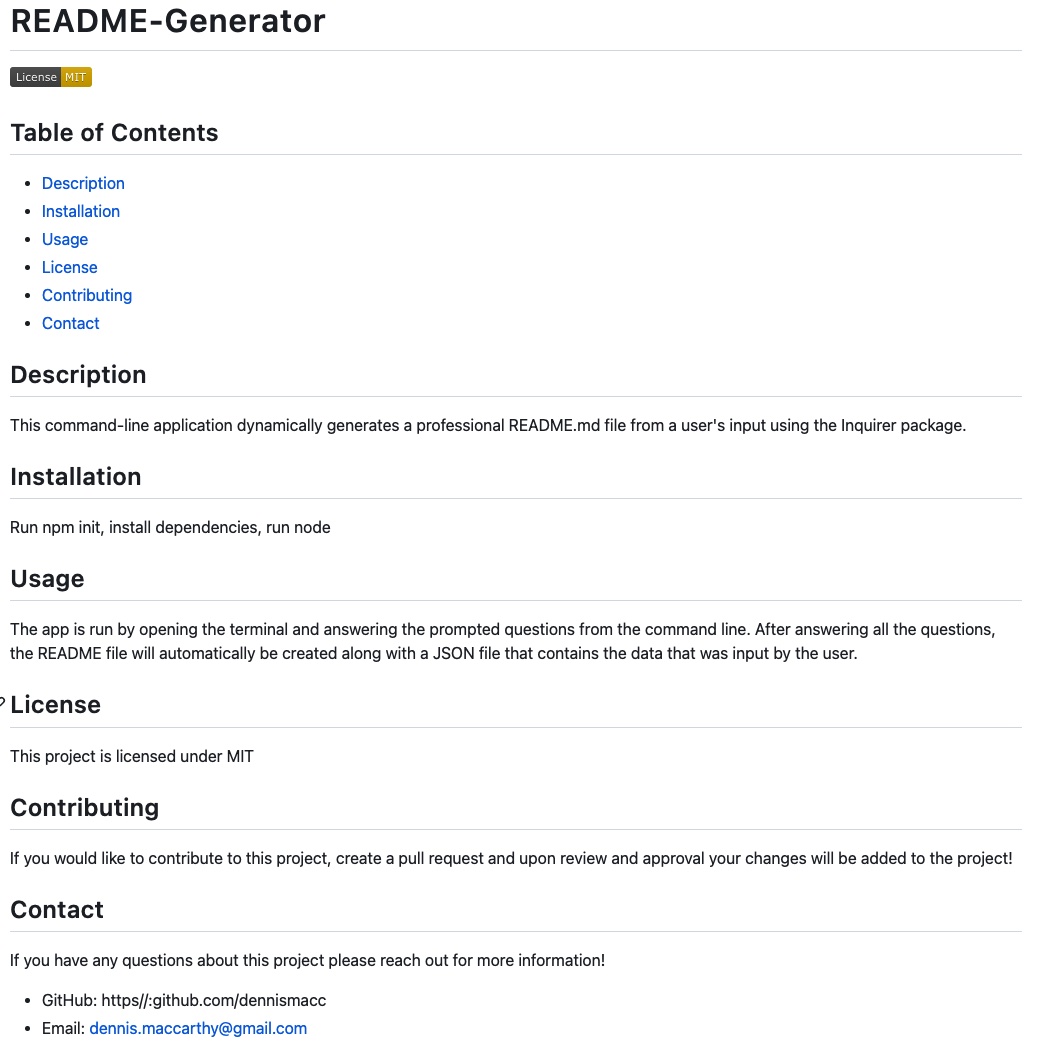 README-Generator
License MIT
Table of Contents
Description
Installation
Usage
License
Contributing
Contact
Description
This command-line application dynamically generates a professional README.md file from a user's input using the Inquirer package.
Installation
Run npm init, install dependencies, run node
Usage
The app is run by opening the terminal and answering the prompted questions from the command line. After answering all the questions,
the README file will automatically be created along with a JSON file that contains the data that was input by the user.
License
This project is licensed under MIT
Contributing
If you would like to contribute to this project, create a pull request and upon review and approval your changes will be added to the project!
Contact
If you have any questions about this project please reach out for more information!
GitHub: https//:github.com/dennismacc
Email: dennis.maccarthy@gmail.com